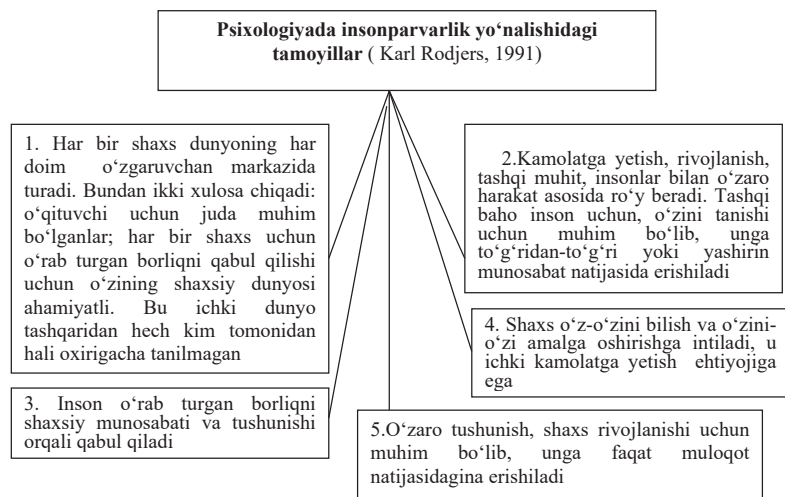 Psixologiyada insonparvarlik yo‘nalishidagi
tamoyillar ( Karl Rodjers, 1991)
1. Har bir shaxs dunyoning har
doim o‘zgaruvchan markazida
turadi. Bundan ikki xulosa chiqadi:
o‘qituvchi uchun juda muhim
bo‘lganlar; har bir shaxs uchun
o‘rab turgan borliqni qabul qilishi
uchun o‘zining shaxsiy dunyosi
ahamiyatli. Bu ichki dunyo
tashqaridan hech kim tomonidan
hali oxirigacha tanilmagan
2.Kamolatga yetish, rivojlanish,
tashqi muhit, insonlar bilan o‘zaro
harakat asosida ro‘y beradi. Tashqi
baho inson uchun, o‘zini tanishi
uchun muhim bo‘lib, unga
to‘g‘ridan-to‘g‘ri yoki yashirin
munosabat natijasida erishiladi
3. Inson o‘rab turgan borliqni
shaxsiy munosabati va tushunishi
orqali qabul qiladi
4. Shaxs o‘z-o‘zini bilish va o‘zini-
o‘zi amalga oshirishga intiladi, u
ichki kamolatga yetish ehtiyojiga
ega
5.O‘zaro tushunish, shaxs rivojlanishi uchun
muhim bo‘lib, unga faqat muloqot
natijasidagina erishiladi